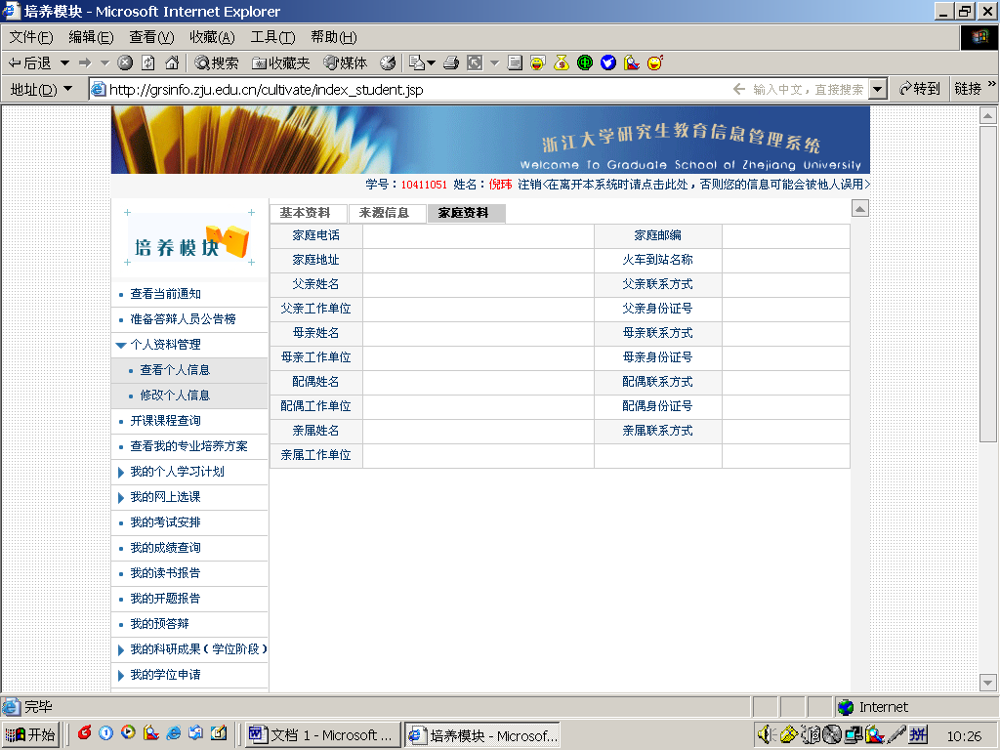 培养模块 - Microsoft Internet Explorer
文件(F) 编辑(E) 查看(V) 收藏(A) 工具(T) 帮助(H)
后退 搜索 收藏夹 媒体
地址(D) http://grsinfo.zju.edu.cn/cultivate/index_student.jsp 输入中文，直接搜索 转到 链接 »
浙江大学研究生教育信息管理系统
Welcome To Graduate School of Zhejiang University
学号：10411051 姓名：倪玮 注销<在离开本系统时请点击此处，否则您的信息可能会被他人误用>
培养模块
基本资料 来源信息 家庭资料
家庭电话 家庭邮编
家庭地址 火车到站名称
父亲姓名 父亲联系方式
父亲工作单位 父亲身份证号
母亲姓名 母亲联系方式
母亲工作单位 母亲身份证号
配偶姓名 配偶联系方式
配偶工作单位 配偶身份证号
亲属姓名 亲属联系方式
亲属工作单位
查看当前通知
准备答辩人员公告榜
个人资料管理
查看个人信息
修改个人信息
开课课程查询
查看我的专业培养方案
我的个人学习计划
我的网上选课
我的考试安排
我的成绩查询
我的读书报告
我的开题报告
我的预答辩
我的科研成果（学位阶段）
我的学位申请
完毕 Internet
开始 文档 1 - Microsoft ... 培养模块 - Microsof... 拼 10:26